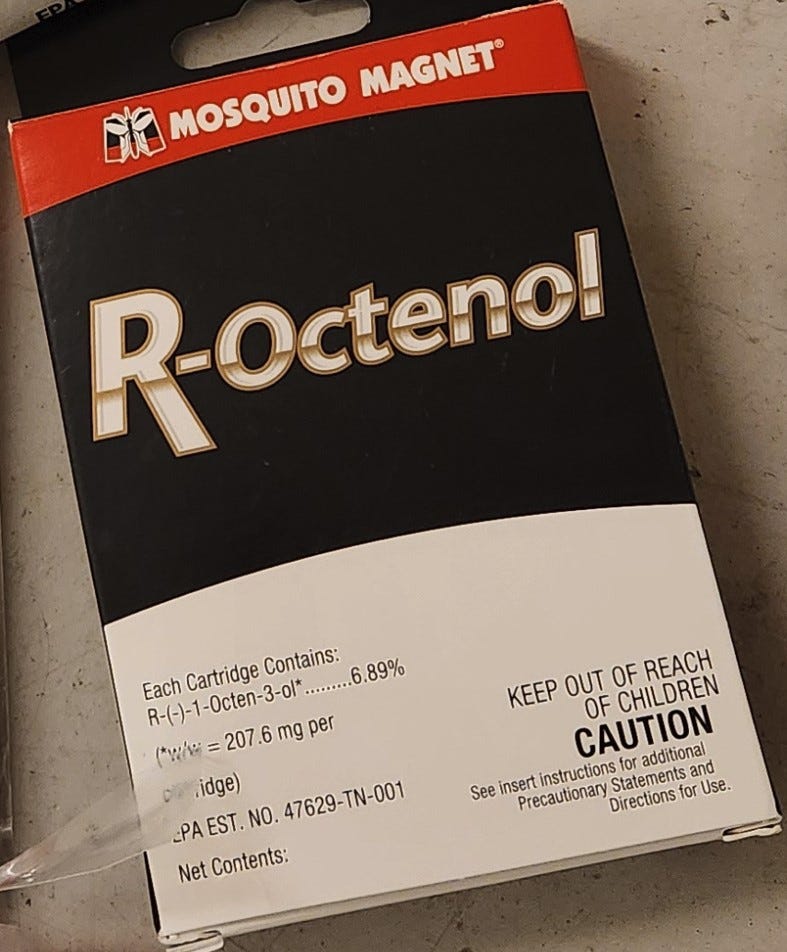 EPA
MOSQUITO MAGNET®
R-Octenol
Each Cartridge Contains:
R-(-)-1-Octen-3-ol*.........6.89%
(*w/w = 207.6 mg per
EPA EST. NO. 47629-TN-001
Net Contents:
KEEP OUT OF REACH
OF CHILDREN
CAUTION
See insert instructions for additional
Precautionary Statements and
Directions for Use.